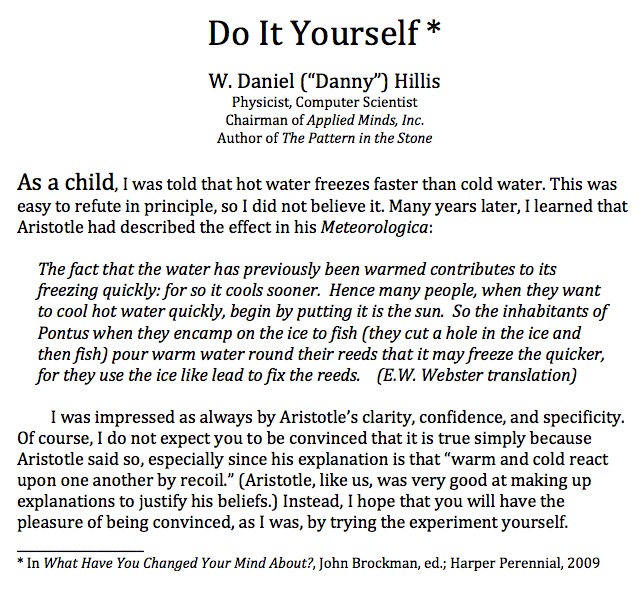 Do It Yourself *
W. Daniel (“Danny”) Hillis
Physicist, Computer Scientist
Chairman of Applied Minds, Inc.
Author of The Pattern in the Stone
As a child, I was told that hot water freezes faster than cold water. This was
easy to refute in principle, so I did not believe it. Many years later, I learned that
Aristotle had described the effect in his Meteorologica:
The fact that the water has previously been warmed contributes to its
freezing quickly: for so it cools sooner. Hence many people, when they want
to cool hot water quickly, begin by putting it is the sun. So the inhabitants of
Pontus when they encamp on the ice to fish (they cut a hole in the ice and
then fish) pour warm water round their reeds that it may freeze the quicker,
for they use the ice like lead to fix the reeds. (E.W. Webster translation)
I was impressed as always by Aristotle’s clarity, confidence, and specificity.
Of course, I do not expect you to be convinced that it is true simply because
Aristotle said so, especially since his explanation is that “warm and cold react
upon one another by recoil.” (Aristotle, like us, was very good at making up
explanations to justify his beliefs.) Instead, I hope that you will have the
pleasure of being convinced, as I was, by trying the experiment yourself.
* In What Have You Changed Your Mind About?, John Brockman, ed.; Harper Perennial, 2009